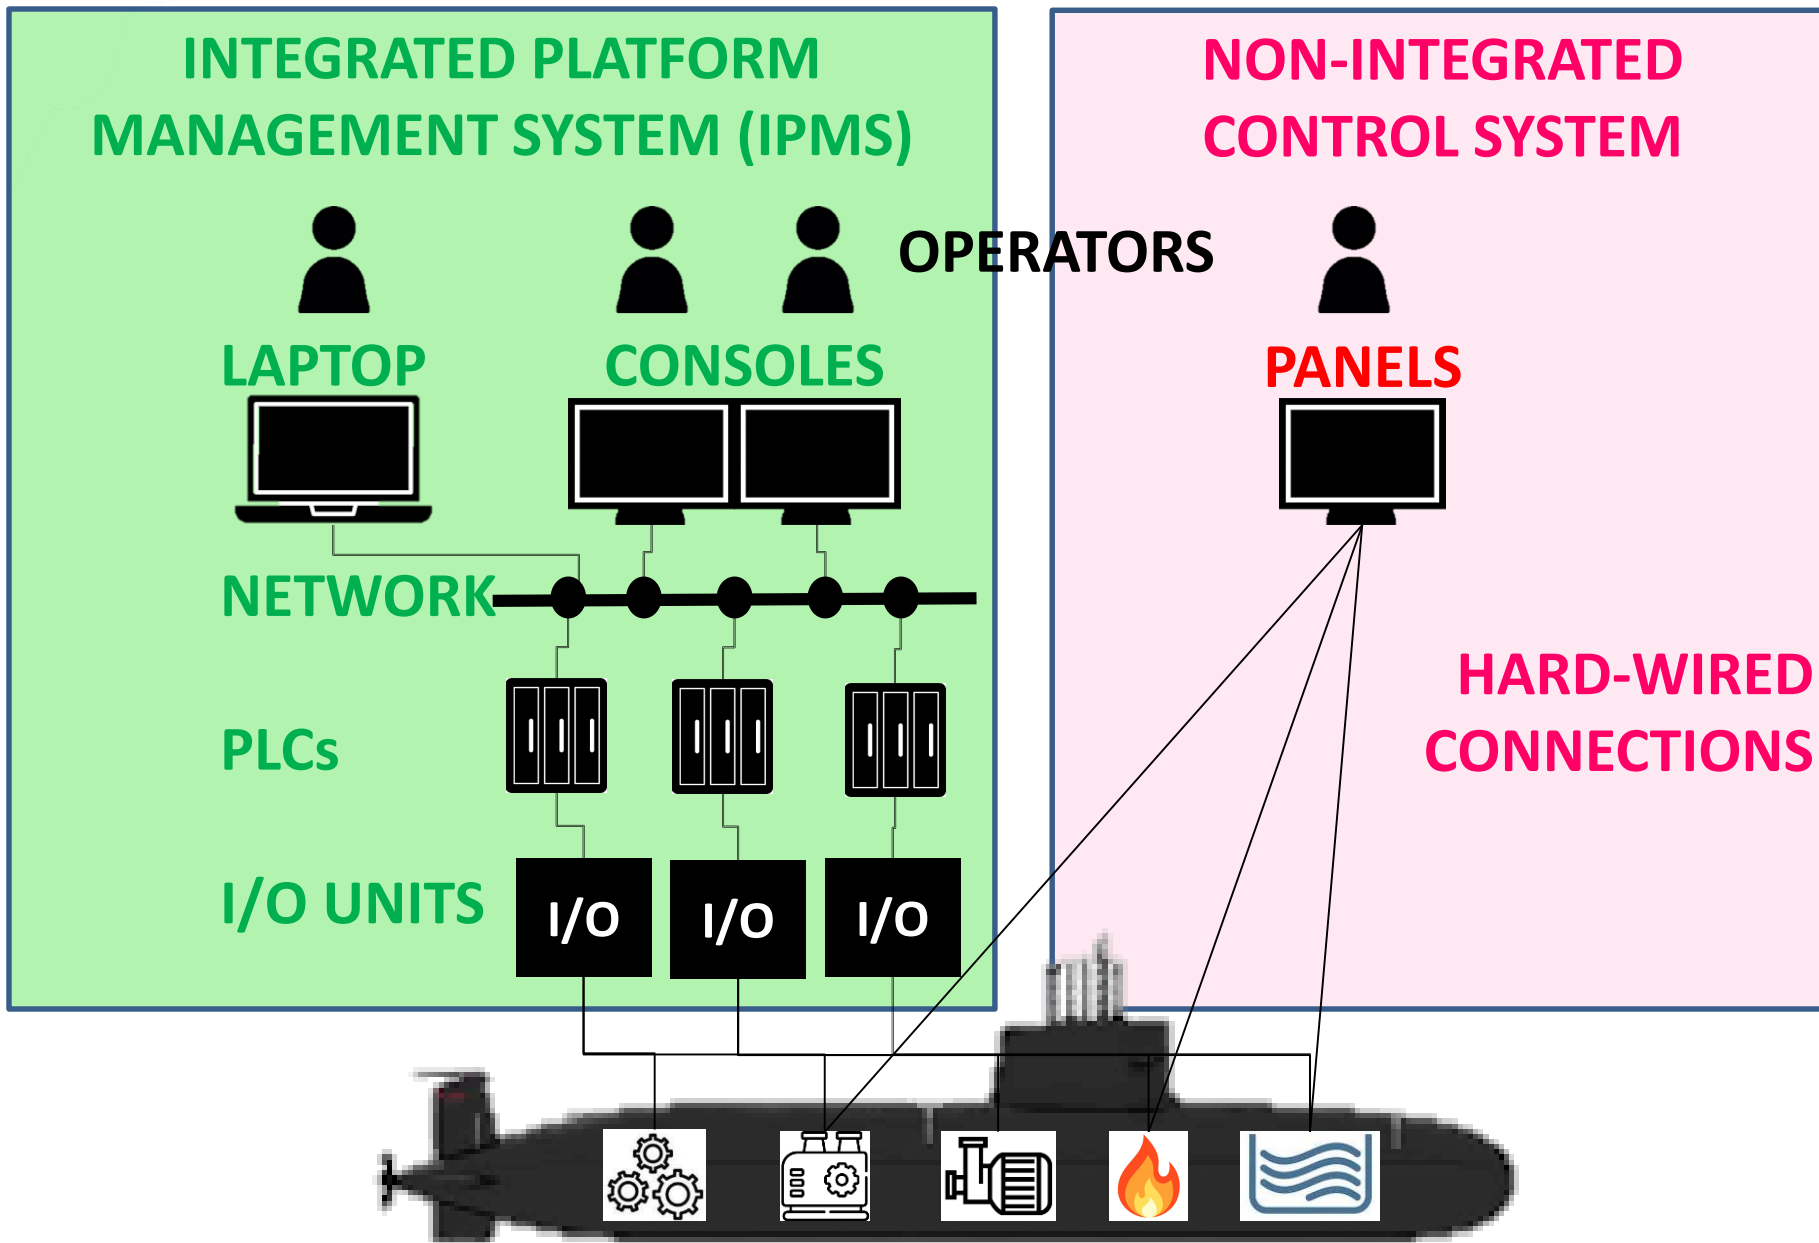 INTEGRATED PLATFORM
MANAGEMENT SYSTEM (IPMS)
NON-INTEGRATED
CONTROL SYSTEM
OPERATORS
LAPTOP
CONSOLES
PANELS
NETWORK
HARD-WIRED
CONNECTIONS
PLCs
I/O UNITS
I/O
I/O
I/O